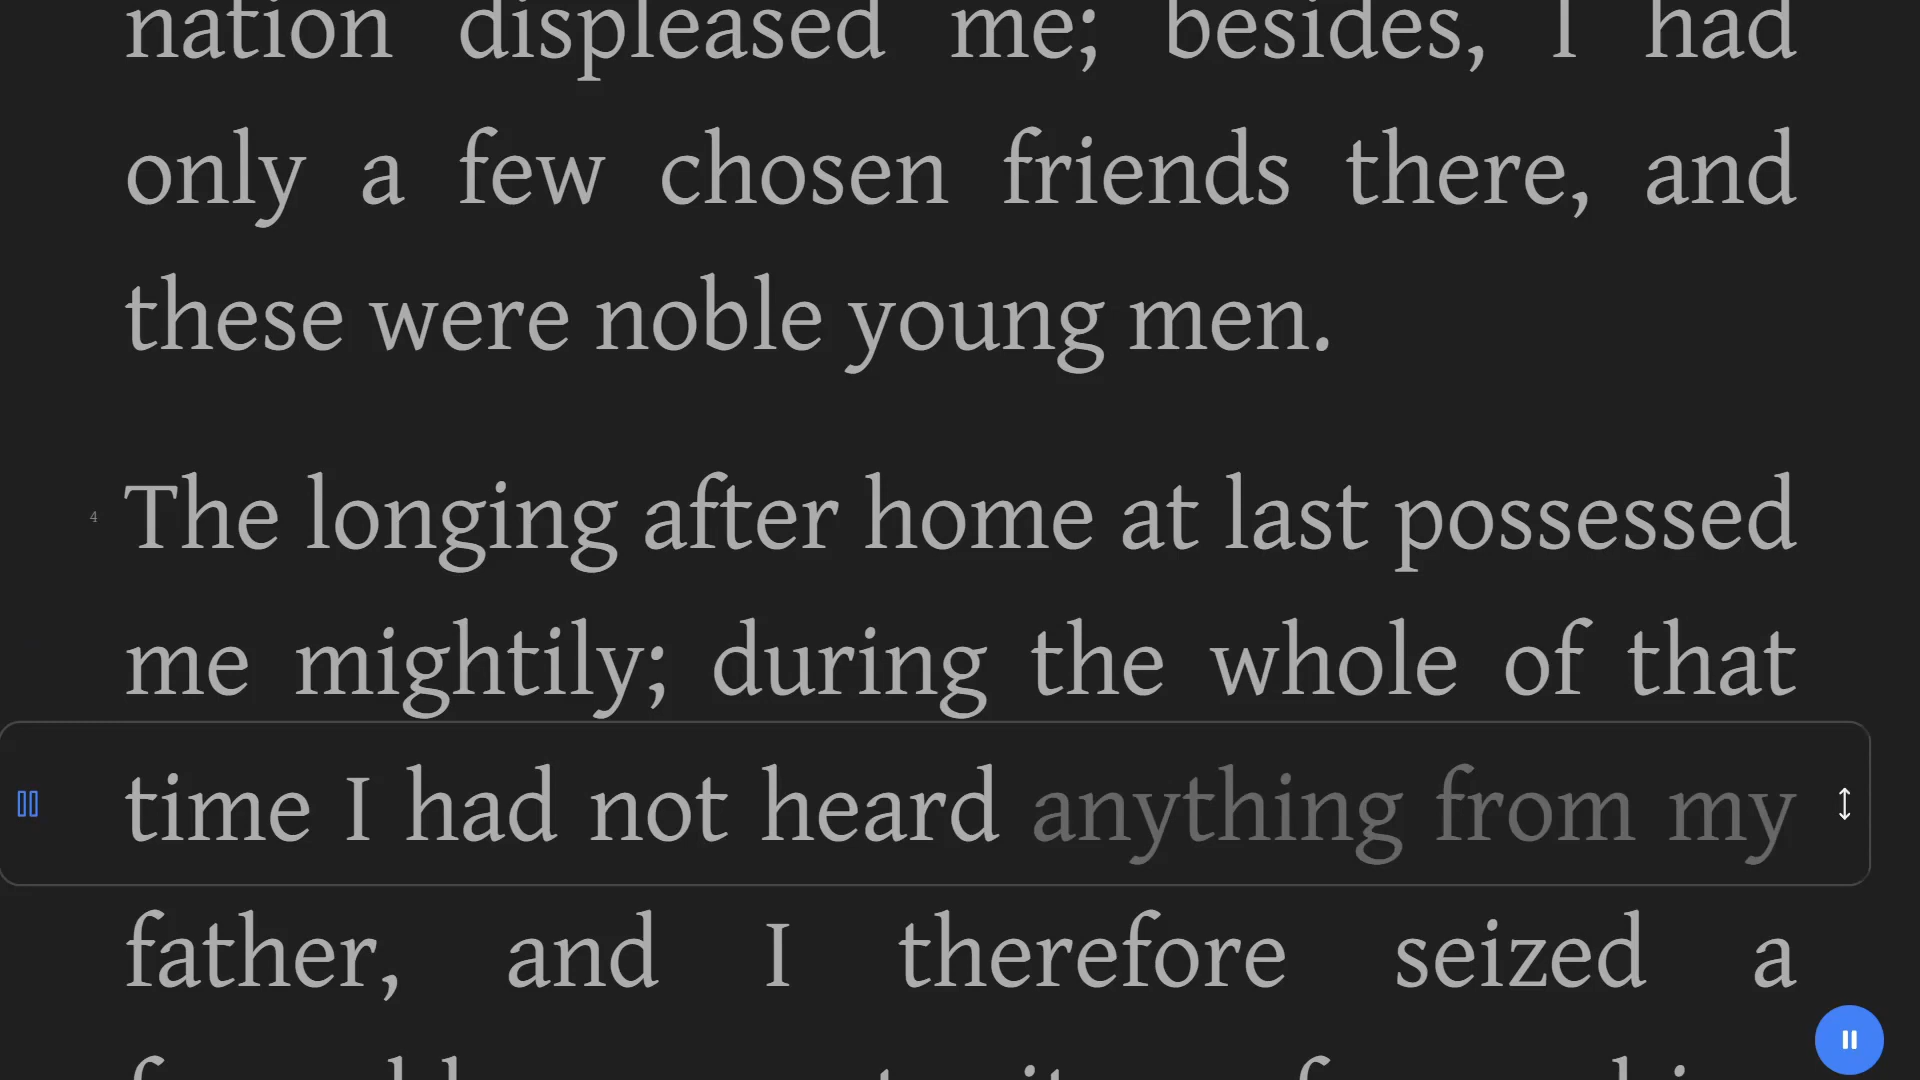 nation displeased me; besides, I had
only a few chosen friends there, and
these were noble young men.
4
The longing after home at last possessed
me mightily; during the whole of that
time I had not heard anything from my
father, and I therefore seized a